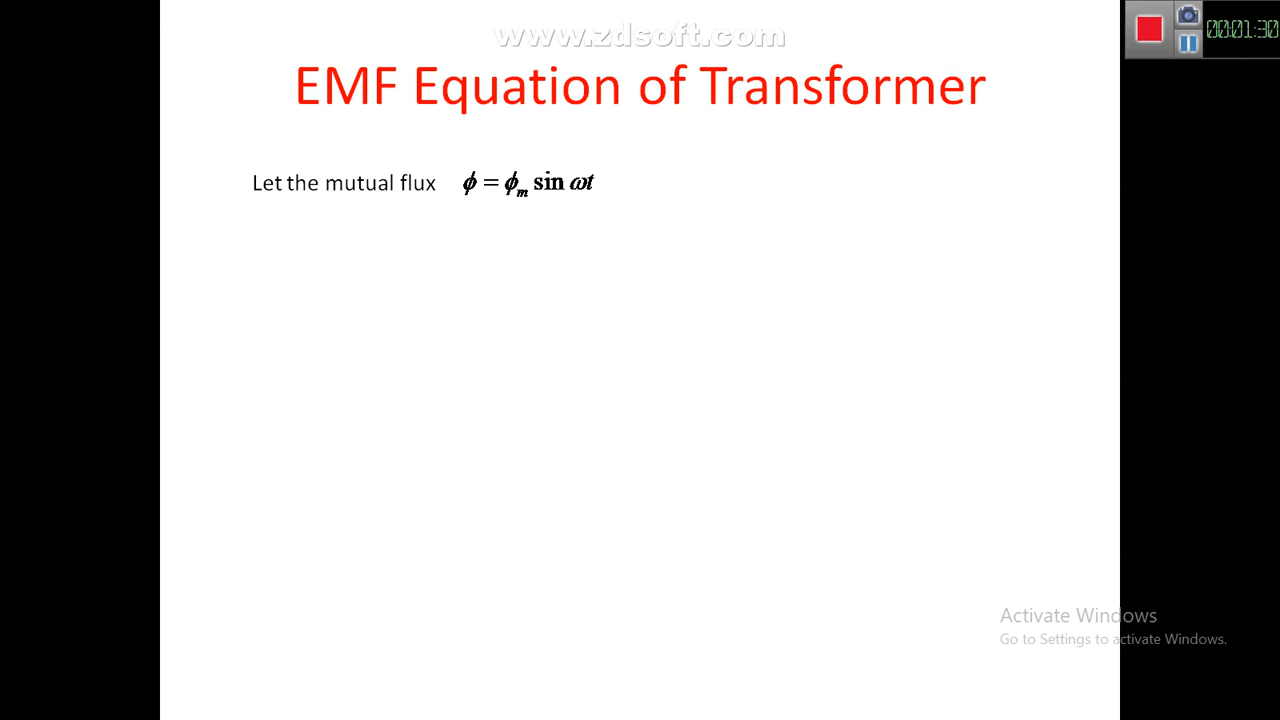 www.zdsoft.com
00:01:30
EMF Equation of Transformer
Let the mutual flux ϕ = ϕₘ sin ωt
Activate Windows
Go to Settings to activate Windows.